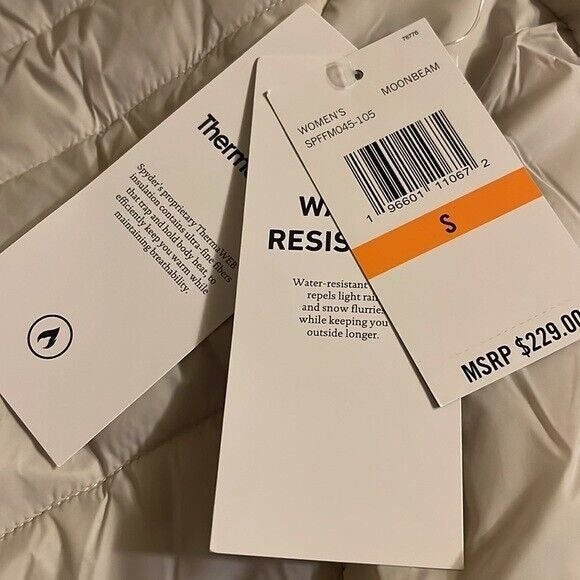 Therm
Spyder's proprietary ThermaWEB
insulation contains ultra-fine fibers
that trap and hold body heat, to
efficiently keep you warm while
maintaining breathability.
WA
RESIS
Water-resistant
repels light rain
and snow flurries
while keeping you
outside longer.
78776
WOMEN'S
MOONBEAM
SPFFM045-105
1 96601 11067 2
S
MSRP $229.00